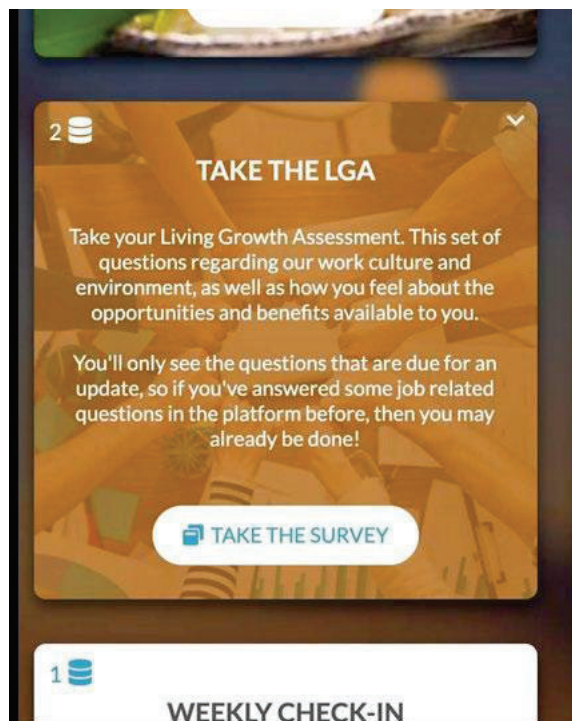 2
TAKE THE LGA
Take your Living Growth Assessment. This set of
questions regarding our work culture and
environment, as well as how you feel about the
opportunities and benefits available to you.
You'll only see the questions that are due for an
update, so if you've answered some job related
questions in the platform before, then you may
already be done!
TAKE THE SURVEY
1
WEEKLY CHECK-IN